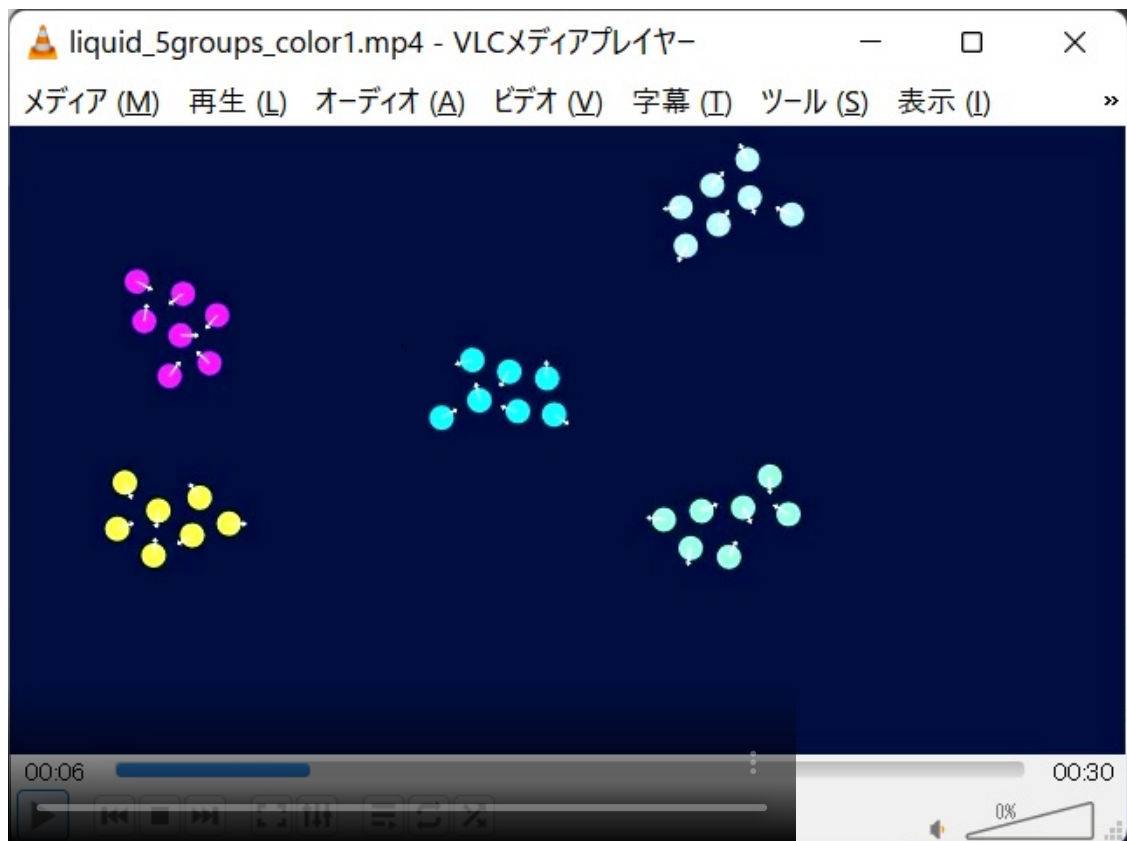 liquid_5groups_color1.mp4 - VLCメディアプレイヤー
メディア (M) 再生 (L) オーディオ (A) ビデオ (V) 字幕 (T) ツール (S) 表示 (I) »
00:06 00:30
0%